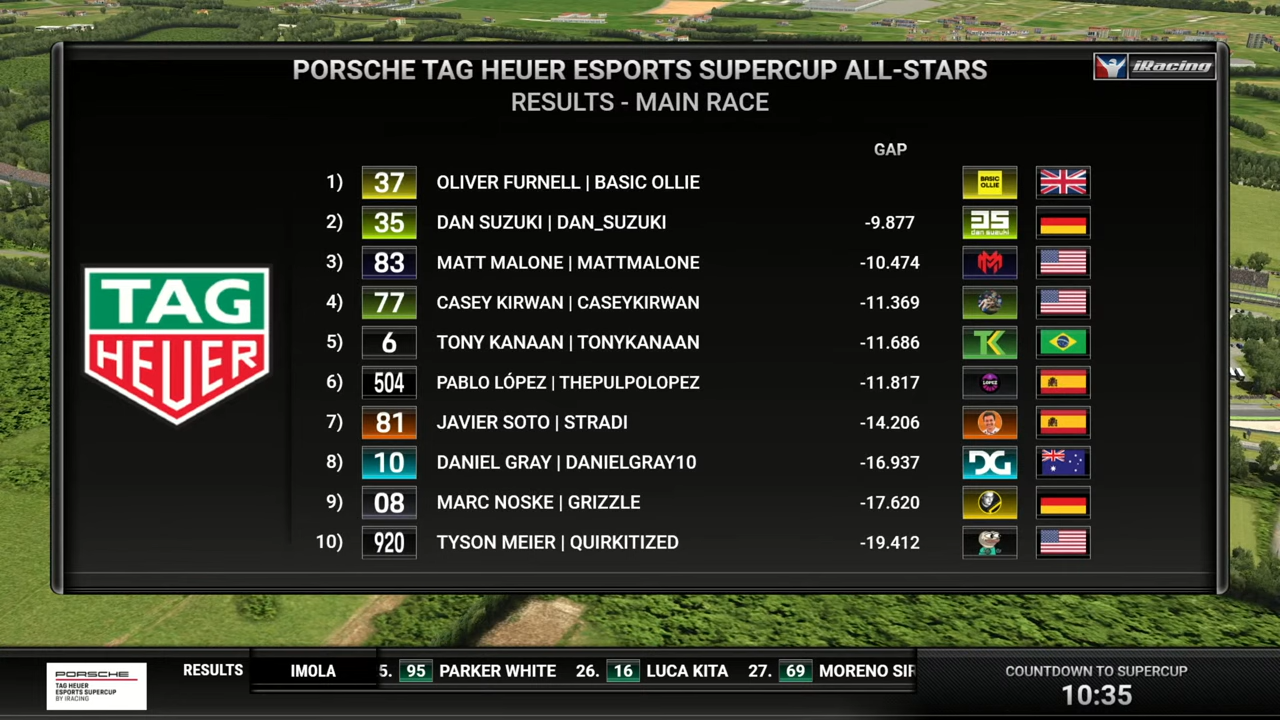 PORSCHE TAG HEUER ESPORTS SUPERCUP ALL-STARS
iRacing
RESULTS - MAIN RACE
GAP
1) 37 OLIVER FURNELL | BASIC OLLIE BASIC OLLIE
2) 35 DAN SUZUKI | DAN_SUZUKI -9.877 35 dan suzuki
3) 83 MATT MALONE | MATTMALONE -10.474
4) 77 CASEY KIRWAN | CASEYKIRWAN -11.369
5) 6 TONY KANAAN | TONYKANAAN -11.686 TK
6) 504 PABLO LÓPEZ | THEPULPOLOPEZ -11.817 LOPEZ
7) 81 JAVIER SOTO | STRADI -14.206
8) 10 DANIEL GRAY | DANIELGRAY10 -16.937 DG
9) 08 MARC NOSKE | GRIZZLE -17.620
10) 920 TYSON MEIER | QUIRKITIZED -19.412
TAG
HEUER
PORSCHE
TAG HEUER
ESPORTS SUPERCUP
BY IRACING
RESULTS IMOLA 5. 95 PARKER WHITE 26. 16 LUCA KITA 27. 69 MORENO SIR
COUNTDOWN TO SUPERCUP
10:35